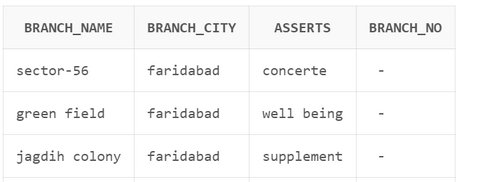 BRANCH_NAME BRANCH_CITY ASSERTS BRANCH_NO
sector-56 faridabad concerte -
green field faridabad well being -
jagdih colony faridabad supplement -